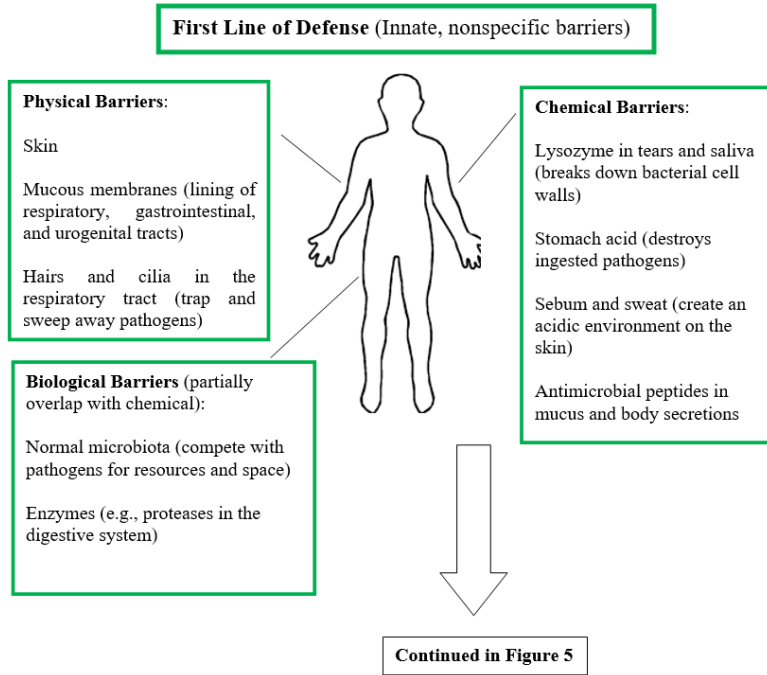 First Line of Defense (Innate, nonspecific barriers)
Physical Barriers:
Skin
Mucous membranes (lining of
respiratory, gastrointestinal,
and urogenital tracts)
Hairs and cilia in the
respiratory tract (trap and
sweep away pathogens)
Chemical Barriers:
Lysozyme in tears and saliva
(breaks down bacterial cell
walls)
Stomach acid (destroys
ingested pathogens)
Sebum and sweat (create an
acidic environment on the
skin)
Antimicrobial peptides in
mucus and body secretions
Biological Barriers (partially
overlap with chemical):
Normal microbiota (compete with
pathogens for resources and space)
Enzymes (e.g., proteases in the
digestive system)
Continued in Figure 5